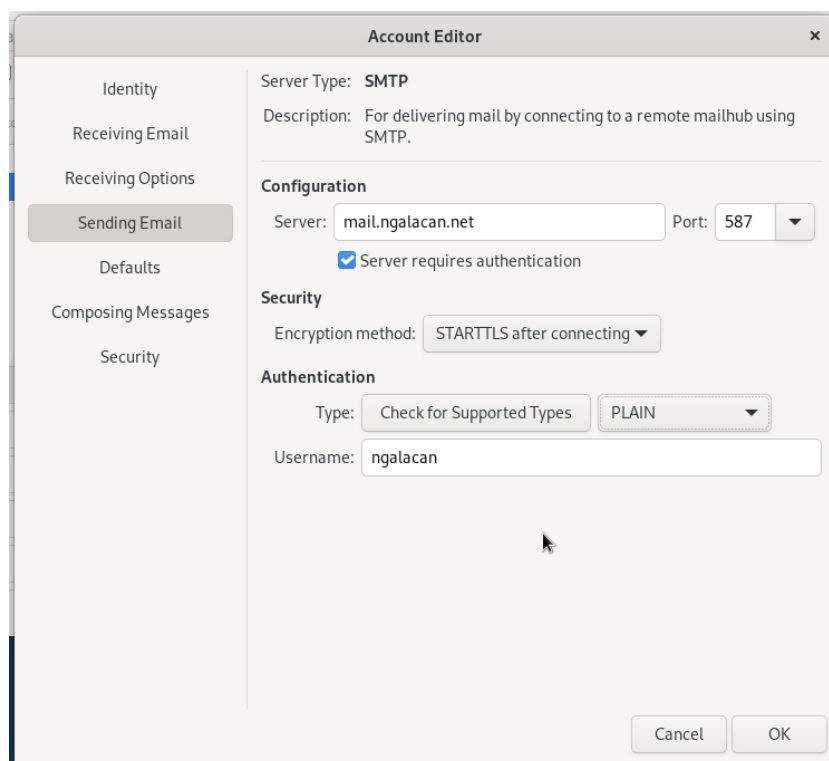 Account Editor
×
Identity
Receiving Email
Receiving Options
Sending Email
Defaults
Composing Messages
Security
Server Type: SMTP
Description: For delivering mail by connecting to a remote mailhub using
SMTP.
Configuration
Server: mail.ngalacan.net Port: 587
Server requires authentication
Security
Encryption method: STARTTLS after connecting
Authentication
Type: Check for Supported Types PLAIN
Username: ngalacan
Cancel OK